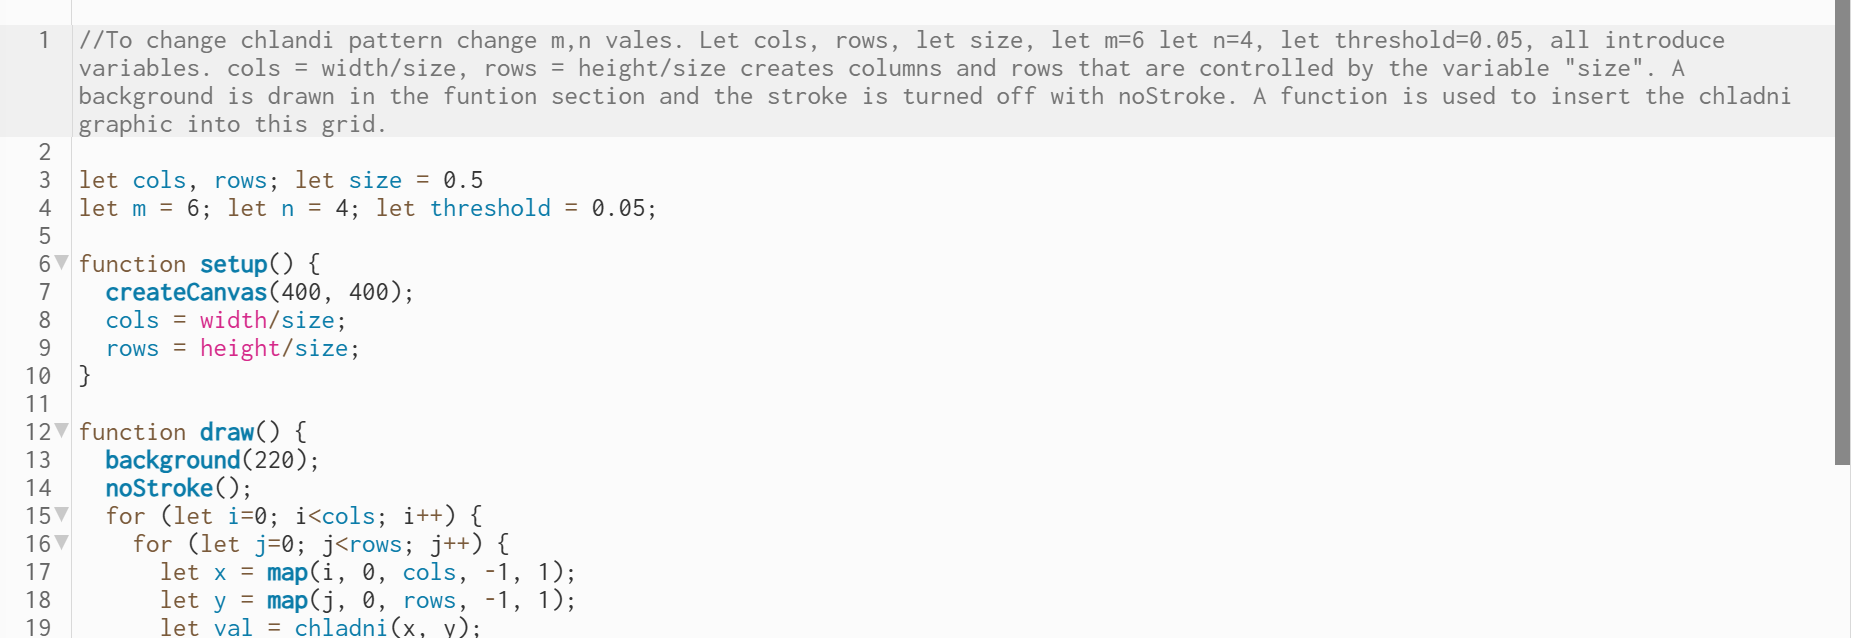 1 //To change chlandi pattern change m,n vales. Let cols, rows, let size, let m=6 let n=4, let threshold=0.05, all introduce
variables. cols = width/size, rows = height/size creates columns and rows that are controlled by the variable "size". A
background is drawn in the funtion section and the stroke is turned off with noStroke. A function is used to insert the chladni
graphic into this grid.
2
3 let cols, rows; let size = 0.5
4 let m = 6; let n = 4; let threshold = 0.05;
5
6 function setup() {
7 createCanvas(400, 400);
8 cols = width/size;
9 rows = height/size;
10 }
11
12 function draw() {
13 background(220);
14 noStroke();
15 for (let i=0; i<cols; i++) {
16 for (let j=0; j<rows; j++) {
17 let x = map(i, 0, cols, -1, 1);
18 let y = map(j, 0, rows, -1, 1);
19 let val = chladni(x, y);